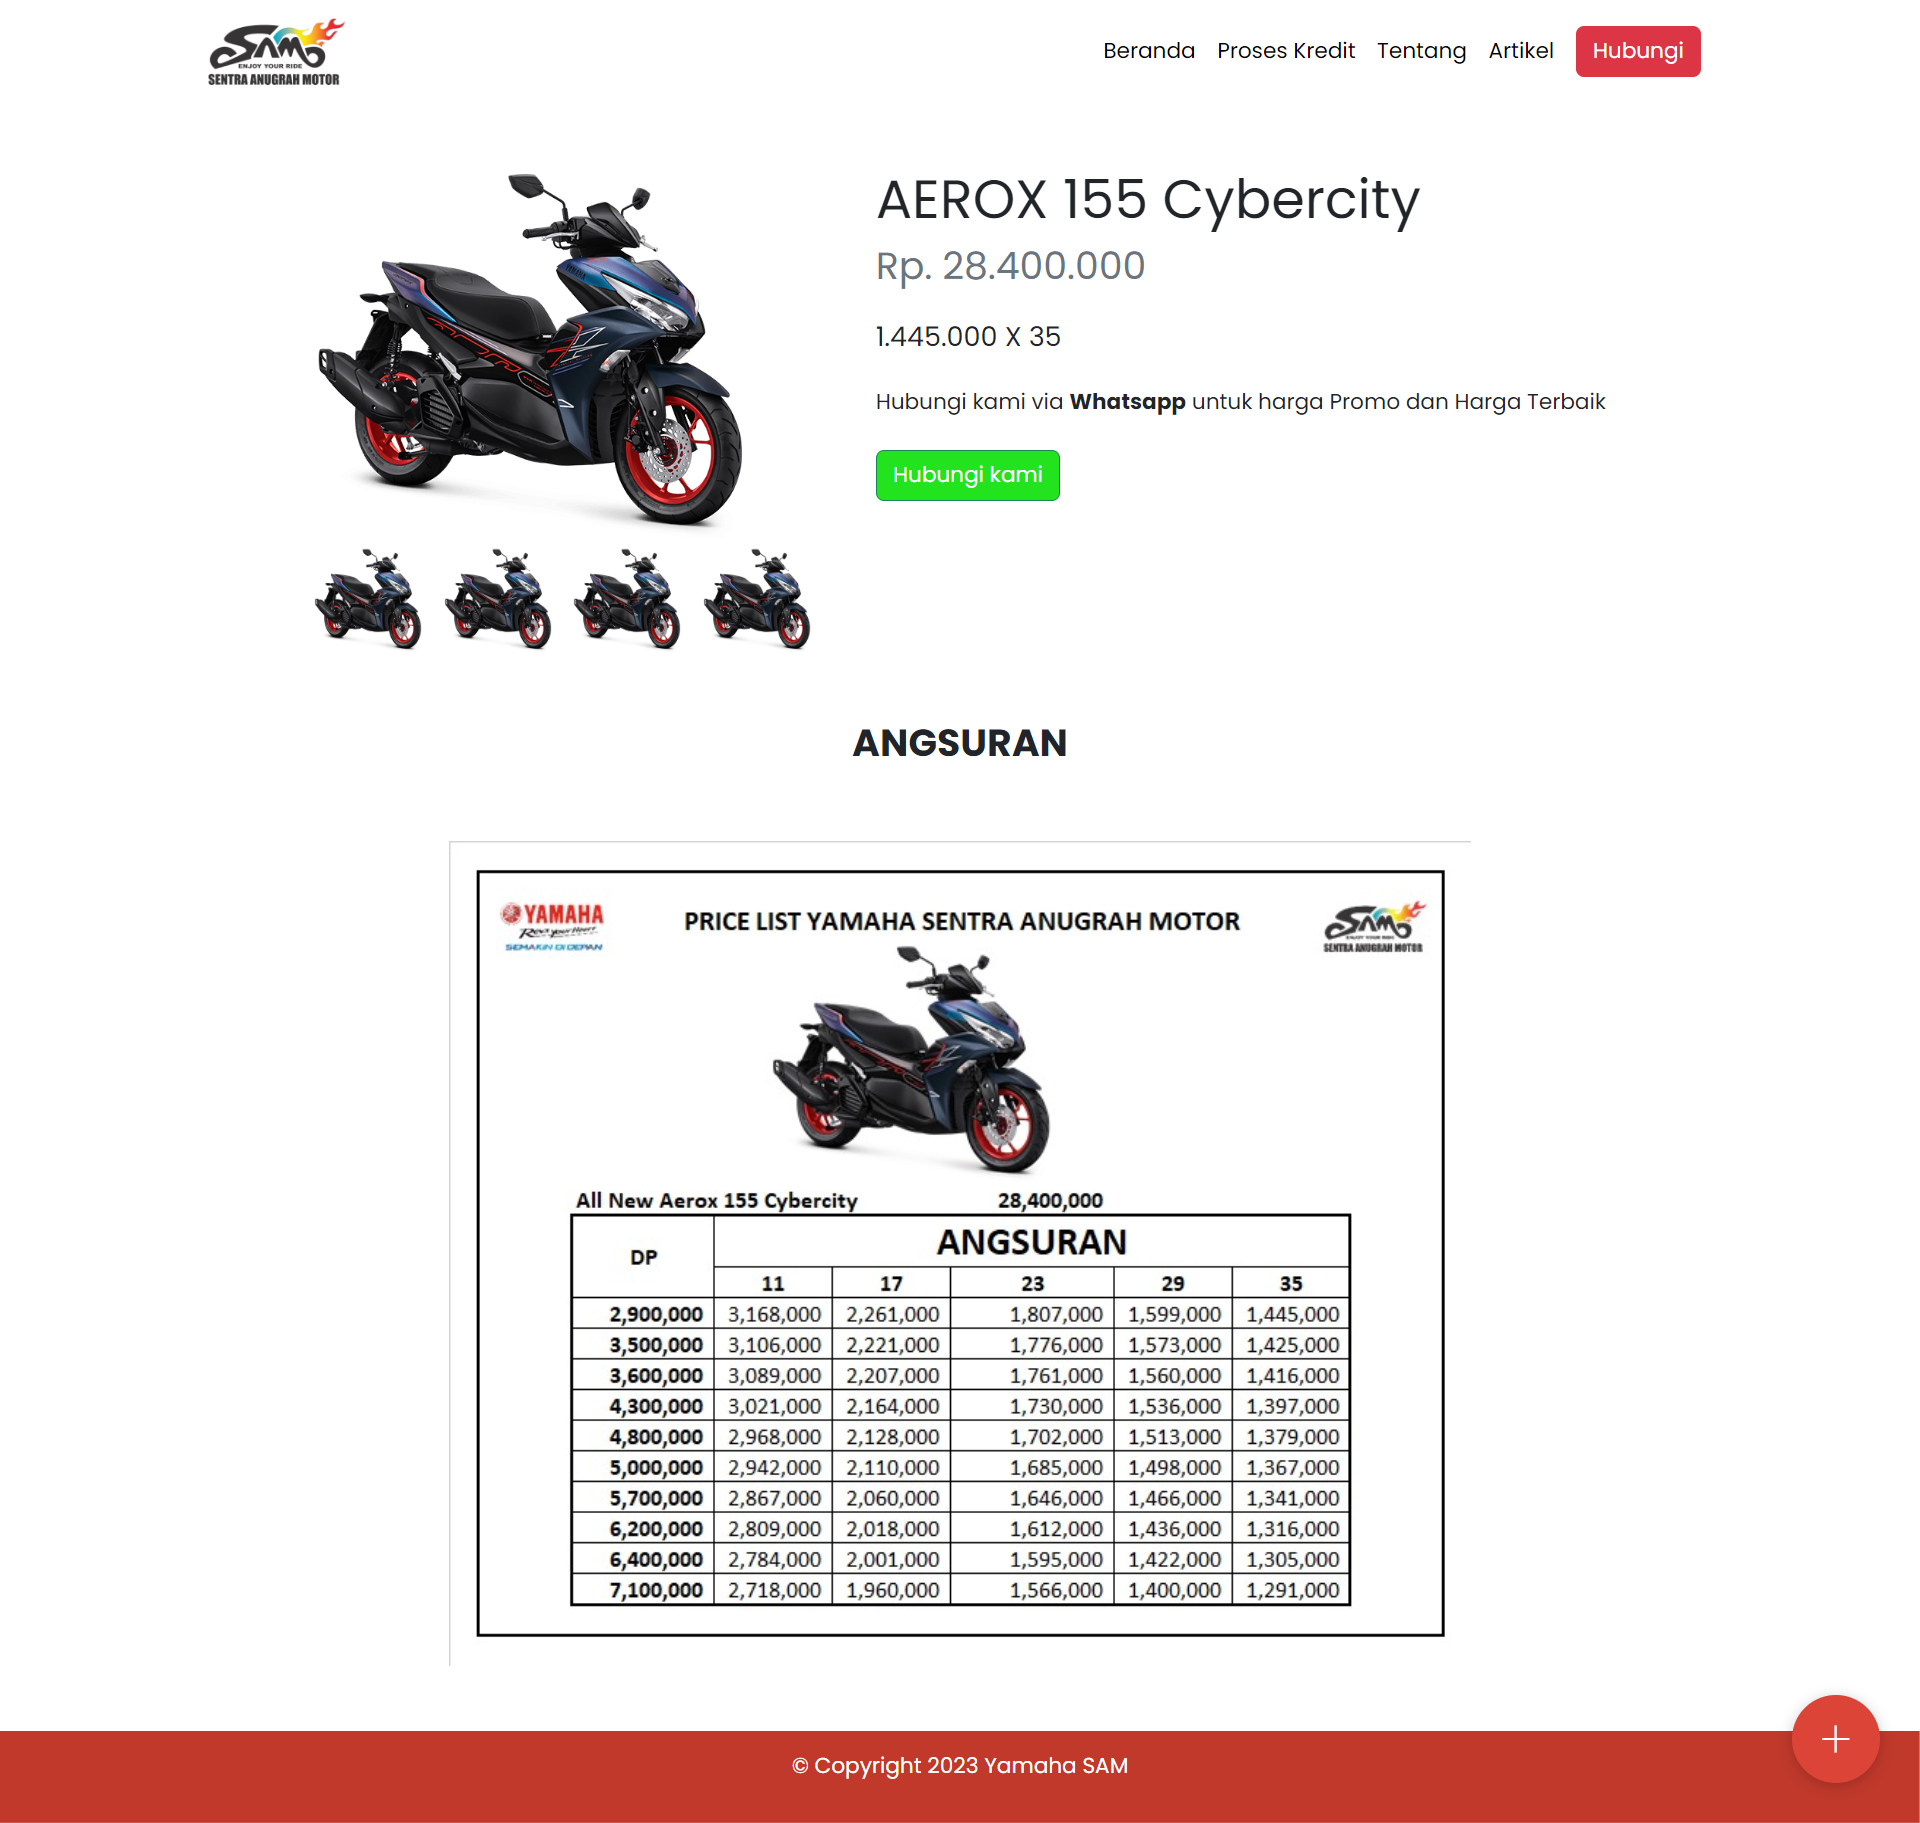 SAM
ENJOY YOUR RIDE
SENTRA ANUGRAH MOTOR
Beranda Proses Kredit Tentang Artikel Hubungi
AEROX 155 Cybercity
Rp. 28.400.000
1.445.000 X 35
Hubungi kami via Whatsapp untuk harga Promo dan Harga Terbaik
Hubungi kami
YAMAHA
ANGSURAN
YAMAHA
Revs Your Heart
SEMAKIN DI DEPAN
PRICE LIST YAMAHA SENTRA ANUGRAH MOTOR
SAM
ENJOY YOUR RIDE
SENTRA ANUGRAH MOTOR
All New Aerox 155 Cybercity 28,400,000
DP ANGSURAN
11 17 23 29 35
2,900,000 3,168,000 2,261,000 1,807,000 1,599,000 1,445,000
3,500,000 3,106,000 2,221,000 1,776,000 1,573,000 1,425,000
3,600,000 3,089,000 2,207,000 1,761,000 1,560,000 1,416,000
4,300,000 3,021,000 2,164,000 1,730,000 1,536,000 1,397,000
4,800,000 2,968,000 2,128,000 1,702,000 1,513,000 1,379,000
5,000,000 2,942,000 2,110,000 1,685,000 1,498,000 1,367,000
5,700,000 2,867,000 2,060,000 1,646,000 1,466,000 1,341,000
6,200,000 2,809,000 2,018,000 1,612,000 1,436,000 1,316,000
6,400,000 2,784,000 2,001,000 1,595,000 1,422,000 1,305,000
7,100,000 2,718,000 1,960,000 1,566,000 1,400,000 1,291,000
© Copyright 2023 Yamaha SAM